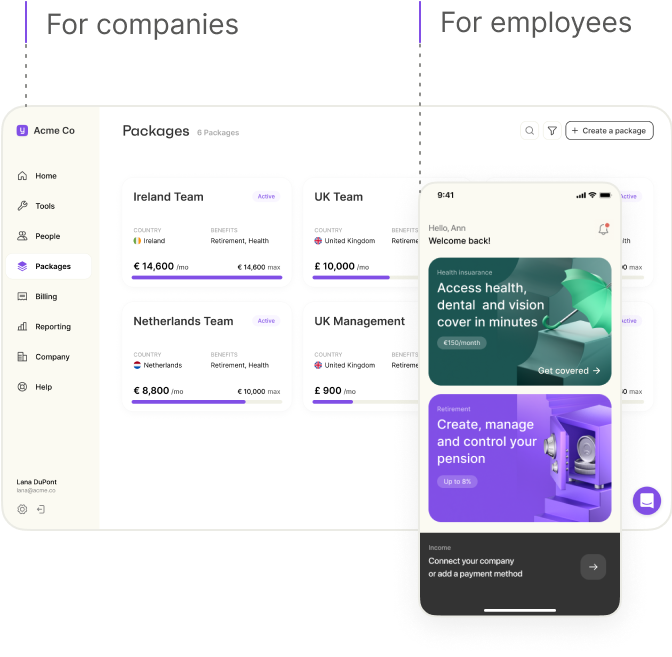 For companies
For employees
Acme Co
Home
Tools
People
Packages
Billing
Reporting
Company
Help
Lana DuPont
lana@acme.co
Packages
6 Packages
+ Create a package
Ireland Team
Active
COUNTRY
BENEFITS
Ireland
Retirement, Health
€ 14,600 /mo
€ 14,600 max
UK Team
COUNTRY
BENEFITS
United Kingdom
£ 10,000 /mo
max
Netherlands Team
Active
COUNTRY
BENEFITS
Netherlands
Retirement, Health
€ 8,800 /mo
€ 10,000 max
UK Management
COUNTRY
BENEFITS
United Kingdom
£ 900 /mo
max
9:41
Hello, Ann
Welcome back!
Health Insuarance
Access health,
dental and vision
cover in minutes
€150/month
Get covered →
Retirement
Create, manage
and control your
pension
Up to 8%
Income
Connect your company
or add a payment method